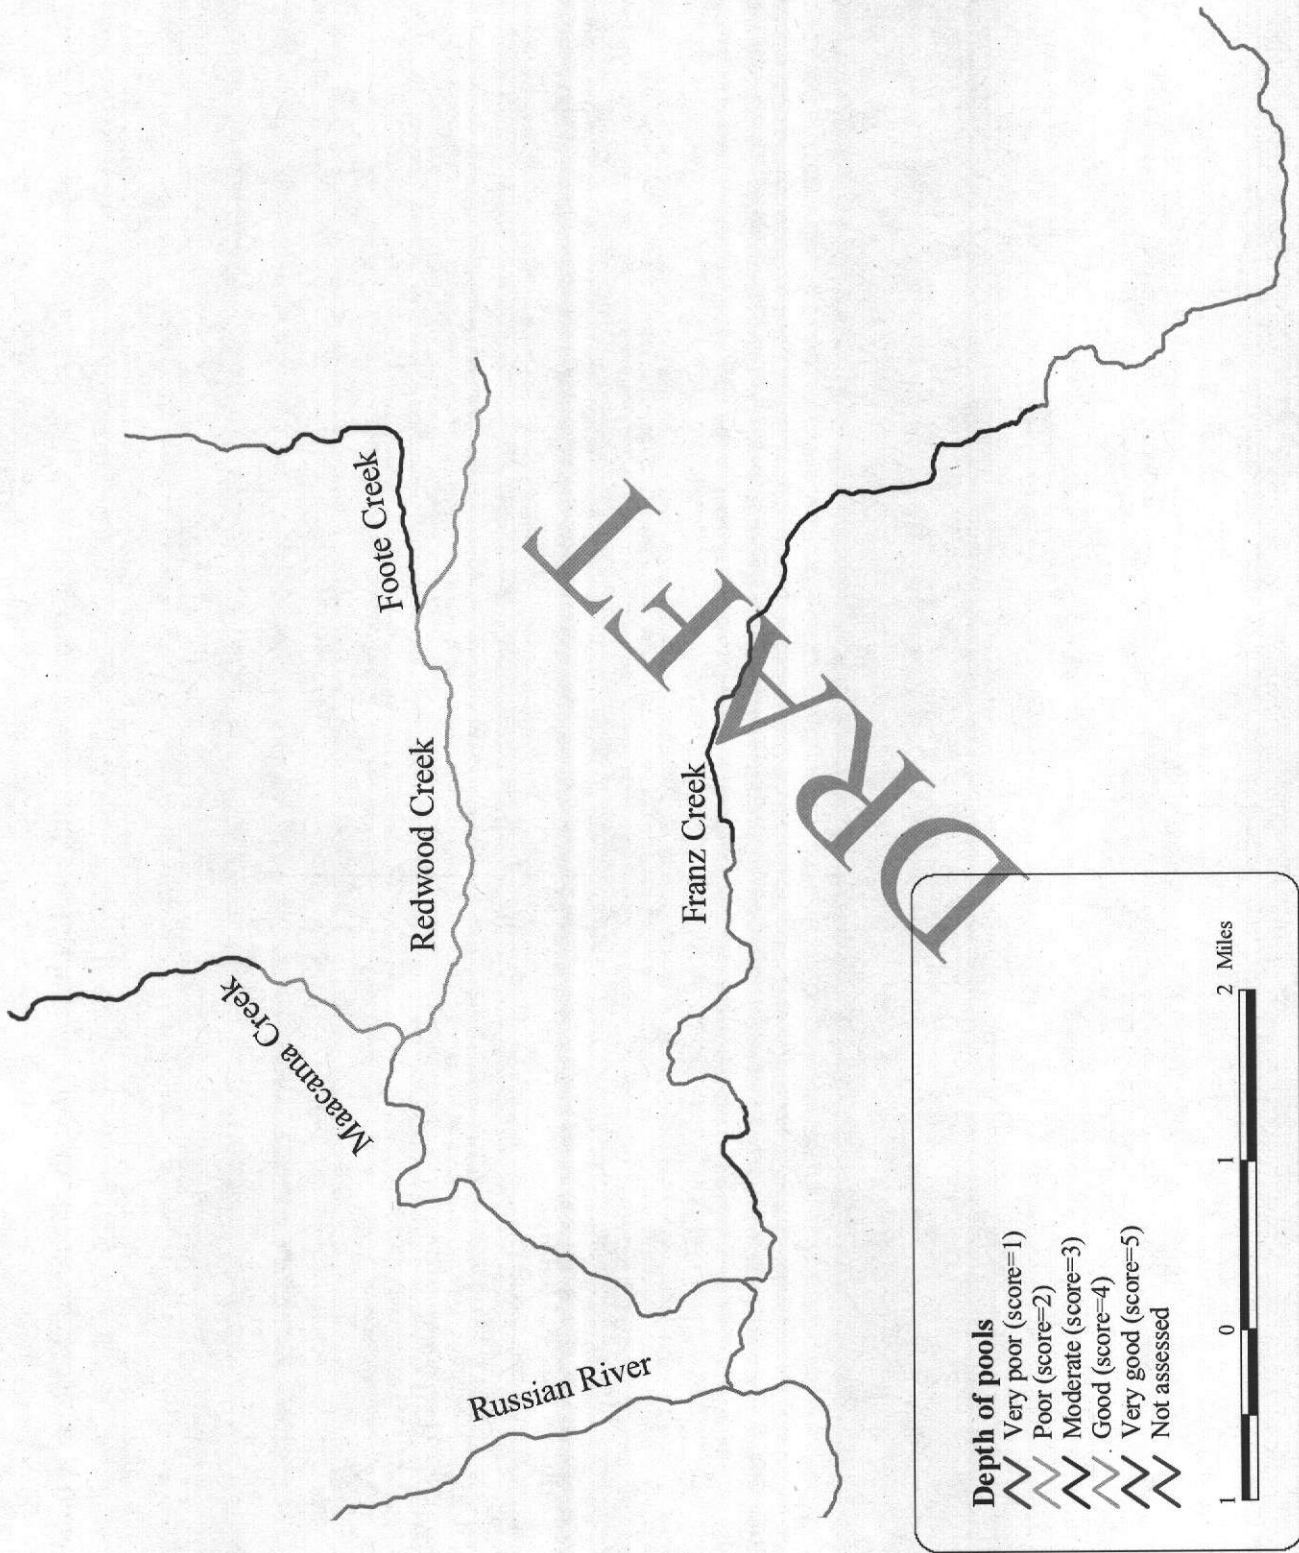 Foote Creek
Redwood Creek
Maacama Creek
Franz Creek
Russian River
DRAFT
Depth of pools
Very poor (score=1)
Poor (score=2)
Moderate (score=3)
Good (score=4)
Very good (score=5)
Not assessed
1 0 1 2 Miles